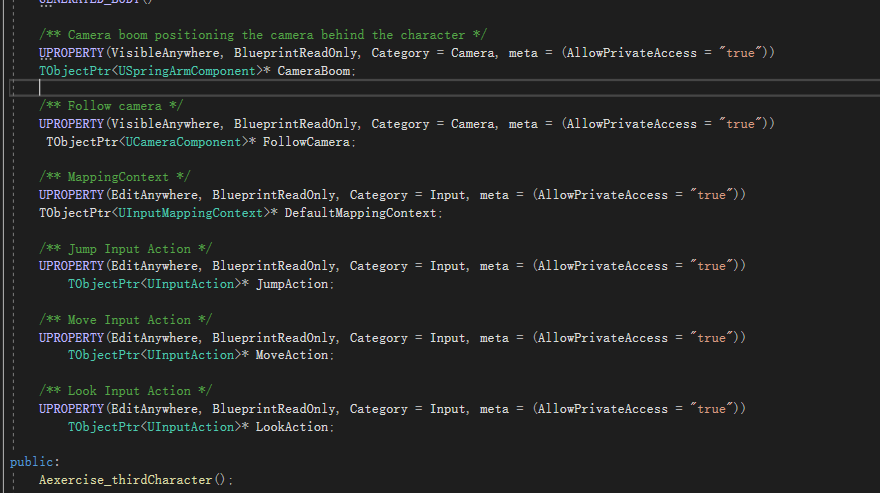 GENERATED_BODY()
/** Camera boom positioning the camera behind the character */
UPROPERTY(VisibleAnywhere, BlueprintReadOnly, Category = Camera, meta = (AllowPrivateAccess = "true"))
TObjectPtr<USpringArmComponent>* CameraBoom;
/** Follow camera */
UPROPERTY(VisibleAnywhere, BlueprintReadOnly, Category = Camera, meta = (AllowPrivateAccess = "true"))
TObjectPtr<UCameraComponent>* FollowCamera;
/** MappingContext */
UPROPERTY(EditAnywhere, BlueprintReadOnly, Category = Input, meta = (AllowPrivateAccess = "true"))
TObjectPtr<UInputMappingContext>* DefaultMappingContext;
/** Jump Input Action */
UPROPERTY(EditAnywhere, BlueprintReadOnly, Category = Input, meta = (AllowPrivateAccess = "true"))
TObjectPtr<UInputAction>* JumpAction;
/** Move Input Action */
UPROPERTY(EditAnywhere, BlueprintReadOnly, Category = Input, meta = (AllowPrivateAccess = "true"))
TObjectPtr<UInputAction>* MoveAction;
/** Look Input Action */
UPROPERTY(EditAnywhere, BlueprintReadOnly, Category = Input, meta = (AllowPrivateAccess = "true"))
TObjectPtr<UInputAction>* LookAction;
public:
Aexercise_thirdCharacter();